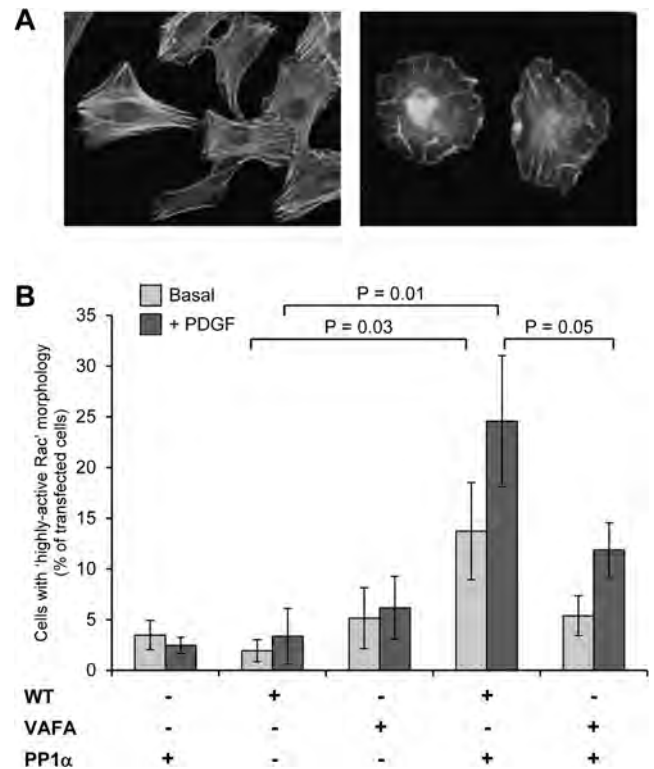 A
B
Basal
+ PDGF
P = 0.01
P = 0.03
P = 0.05
Cells with 'highly-active Rac' morphology
(% of transfected cells)
35
30
25
20
15
10
5
0
WT - + - + -
VAFA - - + - +
PP1α + - - + +